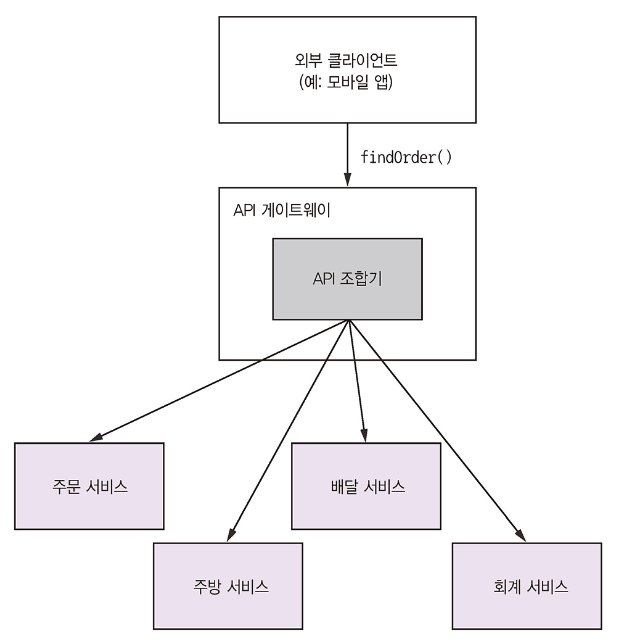 외부 클라이언트
(예: 모바일 앱)
findOrder()
API 게이트웨이
API 조합기
주문 서비스
배달 서비스
주방 서비스
회계 서비스